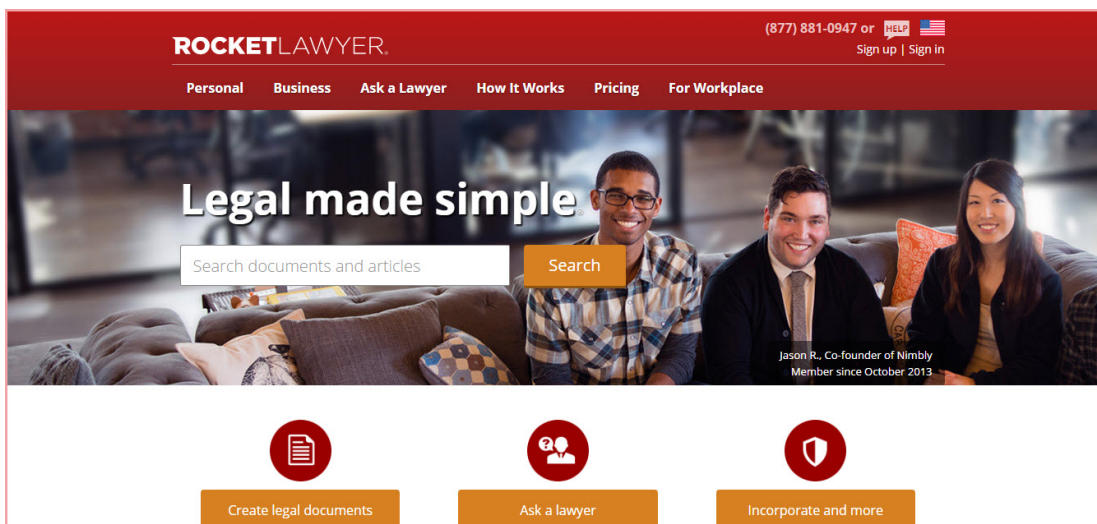 (877) 881-0947 or HELP
ROCKETLAWYER®
Sign up | Sign in
Personal Business Ask a Lawyer How It Works Pricing For Workplace
Legal made simple®
Search documents and articles Search
Jason R., Co-founder of Nimbly
Member since October 2013
Create legal documents Ask a lawyer Incorporate and more